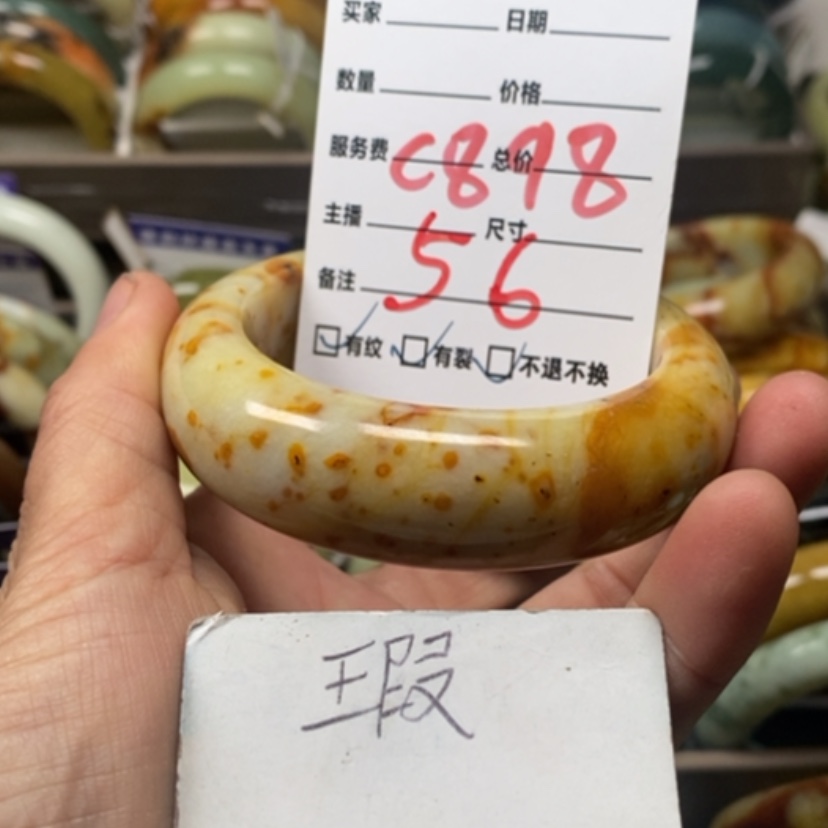 买家 日期
数量 价格
服务费 总价
c898
主播 尺寸
56
备注
有纹 有裂 不退不换
瑕